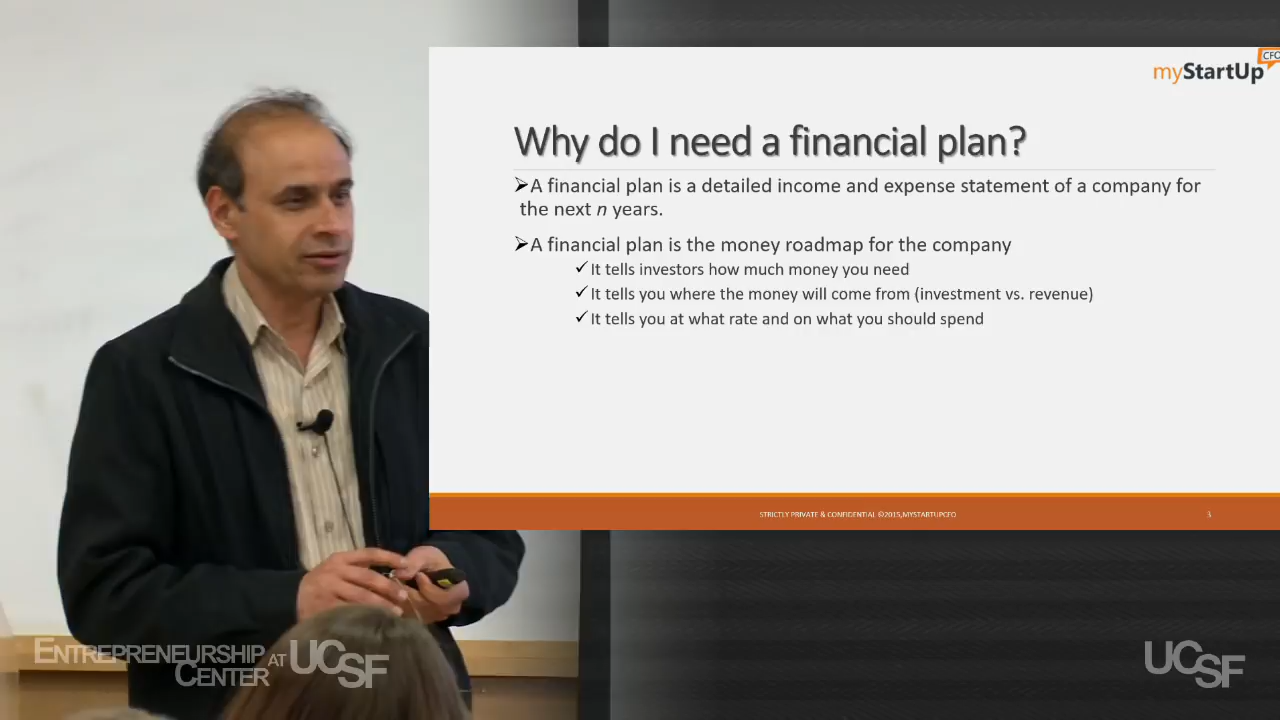 myStartUp
CFO
Why do I need a financial plan?
➢A financial plan is a detailed income and expense statement of a company for
the next n years.
➢A financial plan is the money roadmap for the company
✓It tells investors how much money you need
✓It tells you where the money will come from (investment vs. revenue)
✓It tells you at what rate and on what you should spend
STRICTLY PRIVATE & CONFIDENTIAL ©2015,MYSTARTUPCFO
3
ENTREPRENEURSHIP
CENTER
AT UCSF
UCSF